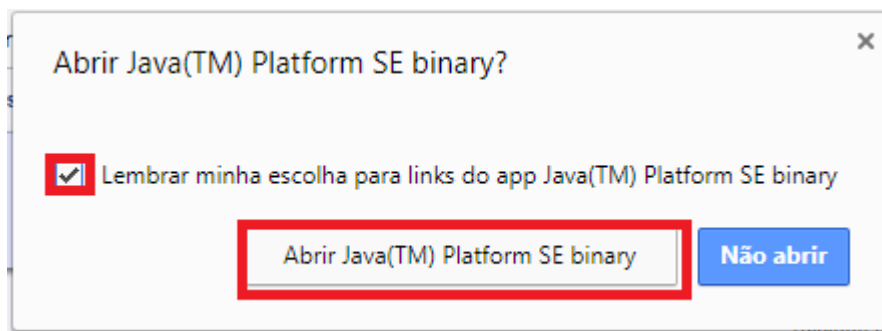 Abrir Java(TM) Platform SE binary?
Lembrar minha escolha para links do app Java(TM) Platform SE binary
Abrir Java(TM) Platform SE binary
Não abrir